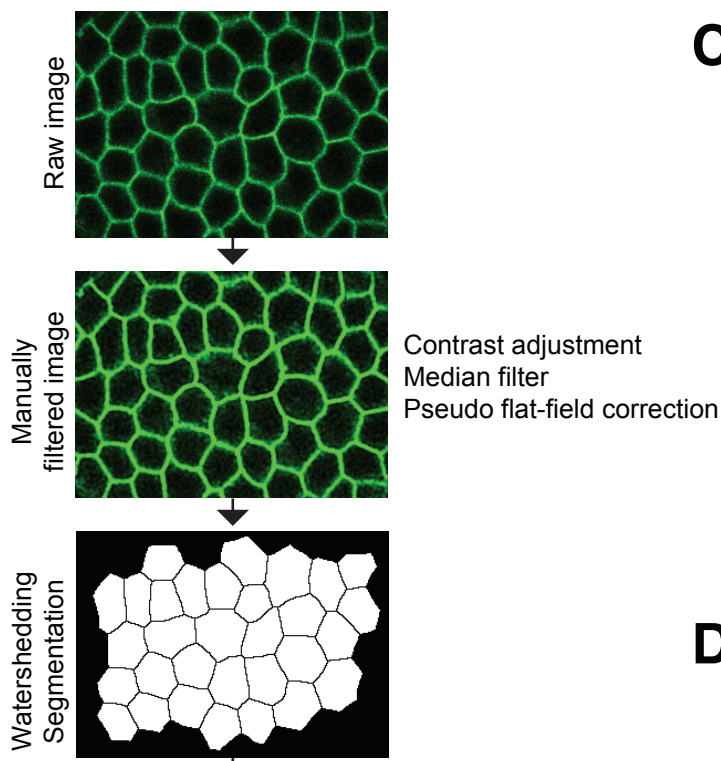 C
Raw image
Manually
filtered image
Contrast adjustment
Median filter
Pseudo flat-field correction
Watershedding
Segmentation
D